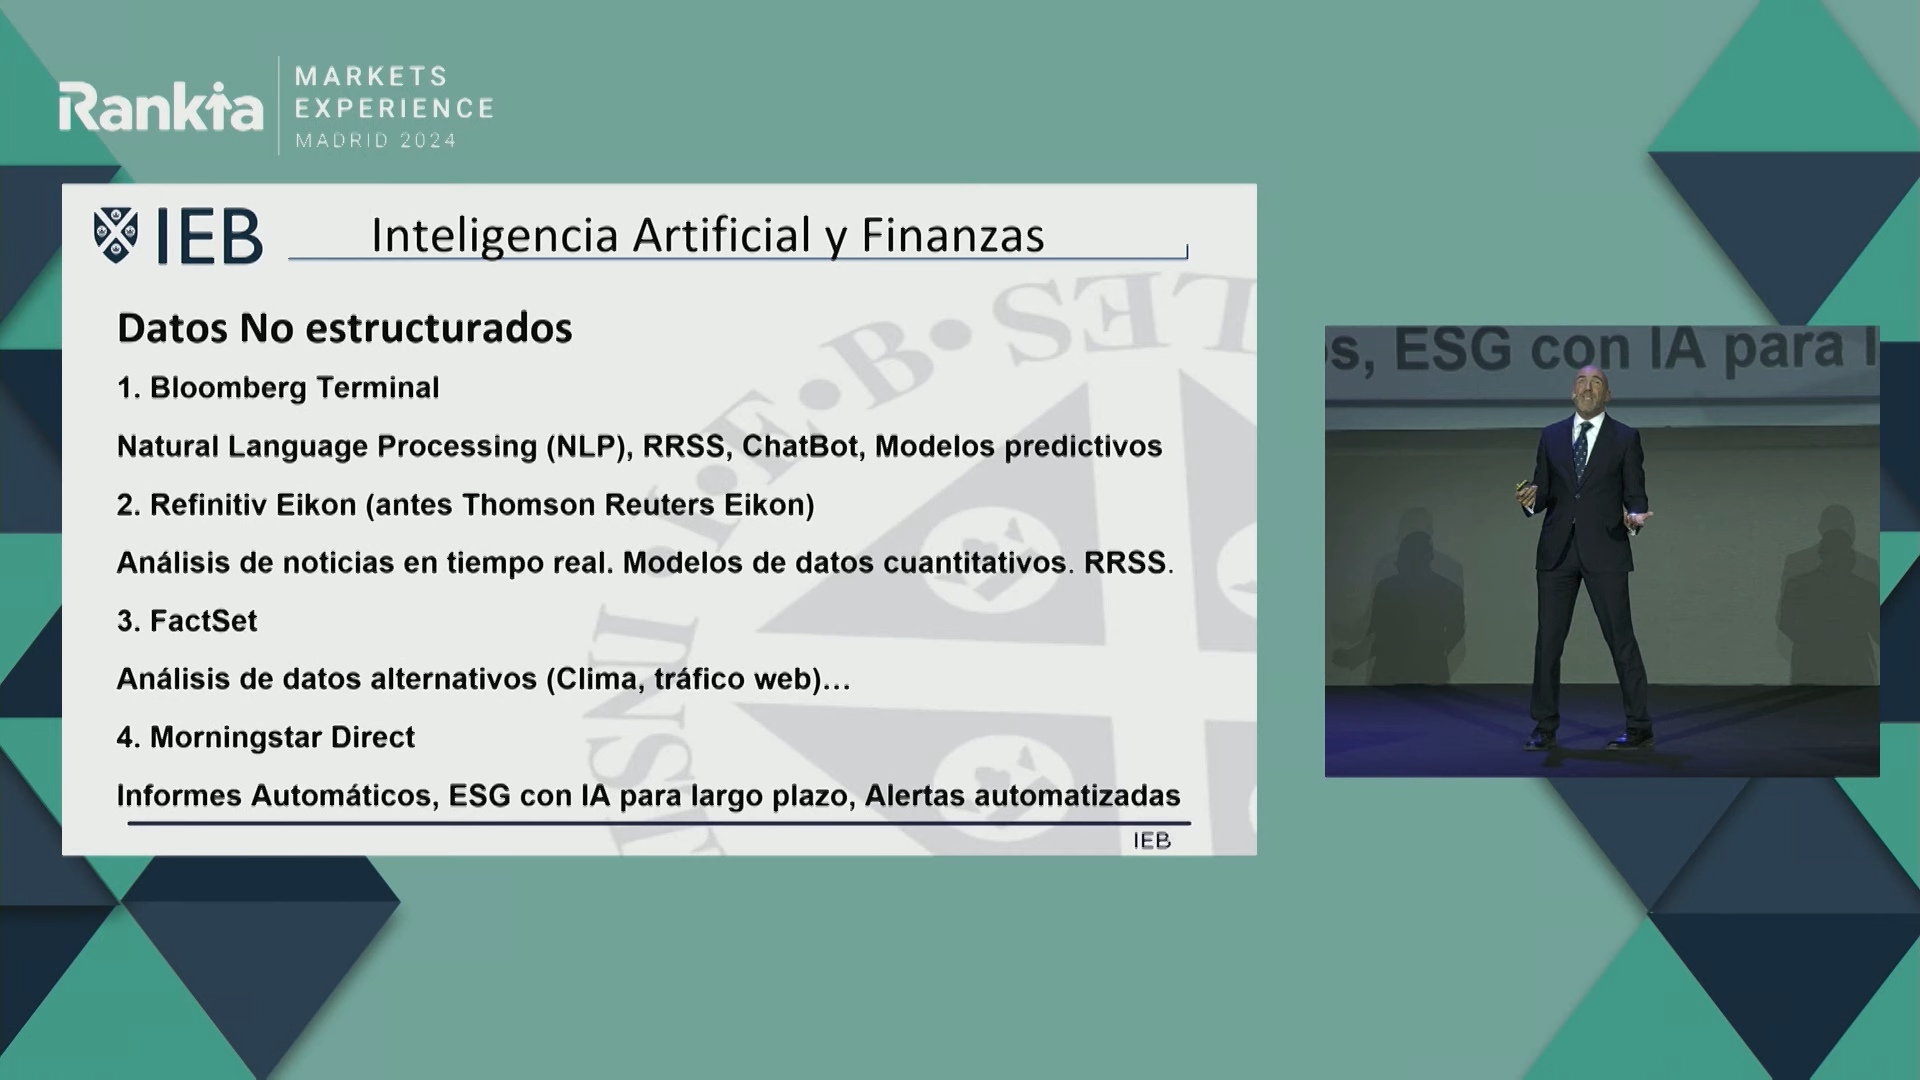 Rankia
MARKETS
EXPERIENCE
MADRID 2024
IEB
Inteligencia Artificial y Finanzas
Datos No estructurados
1. Bloomberg Terminal
Natural Language Processing (NLP), RRSS, ChatBot, Modelos predictivos
2. Refinitiv Eikon (antes Thomson Reuters Eikon)
Análisis de noticias en tiempo real. Modelos de datos cuantitativos. RRSS.
3. FactSet
Análisis de datos alternativos (Clima, tráfico web)…
4. Morningstar Direct
Informes Automáticos, ESG con IA para largo plazo, Alertas automatizadas
IEB
s, ESG con IA para l